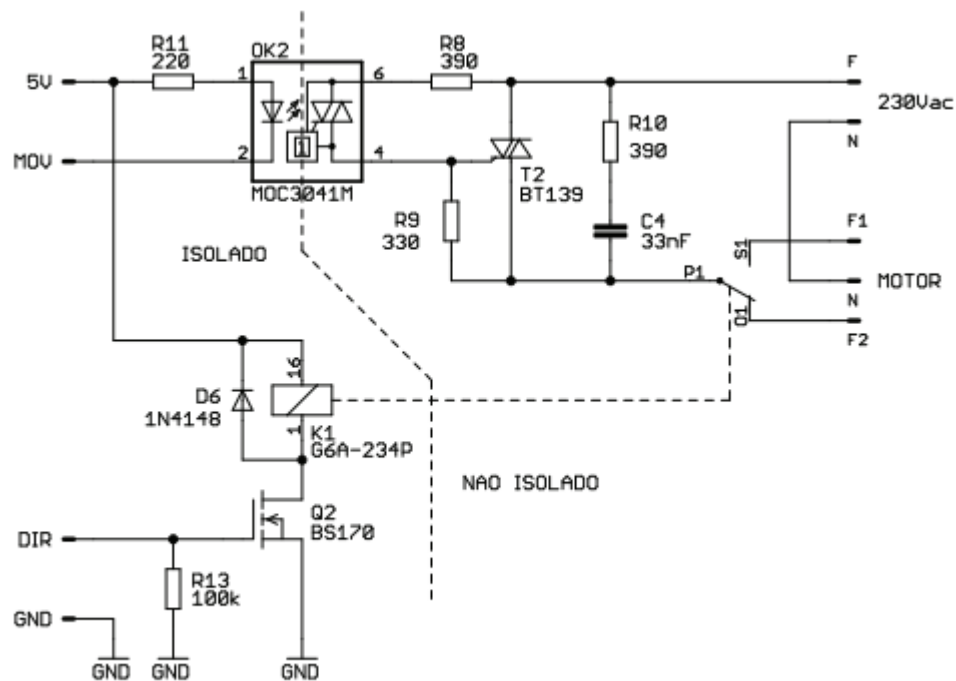 R11
220
OK2
R8
390
F
5V
1
6
230Vac
R10
390
N
MOV
2
1
4
MOC3041M
T2
BT139
R9
330
C4
33nF
F1
S1
ISOLADO
P1
MOTOR
N
O1
F2
16
D6
1N4148
1
K1
G6A-234P
NAO ISOLADO
Q2
BS170
DIR
R13
100k
GND
GND
GND
GND